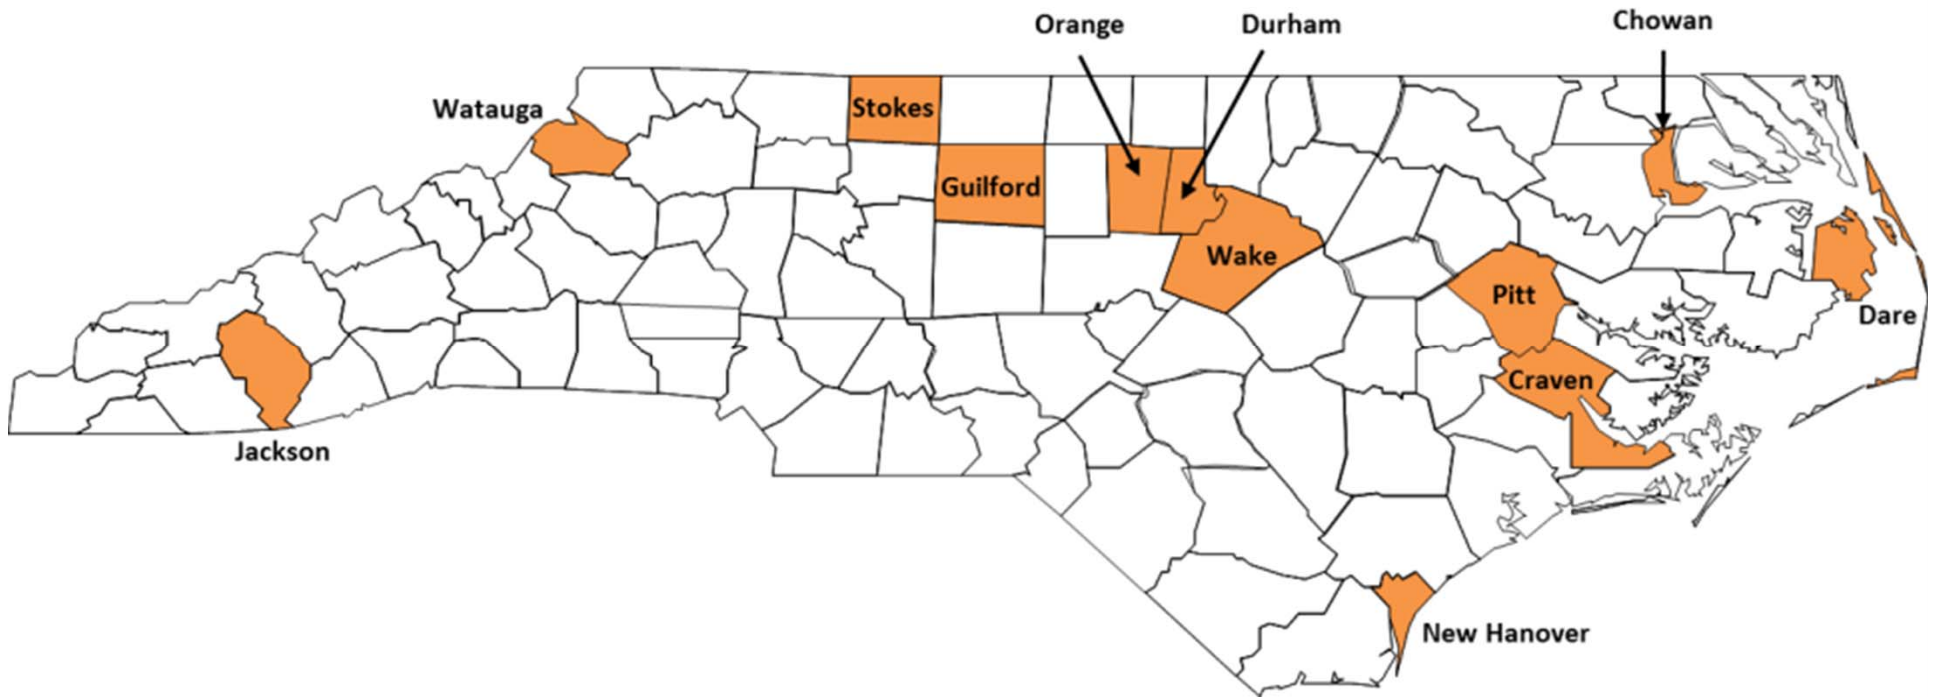 Orange
Durham
Chowan
Watauga
Stokes
Guilford
Wake
Pitt
Dare
Craven
Jackson
New Hanover